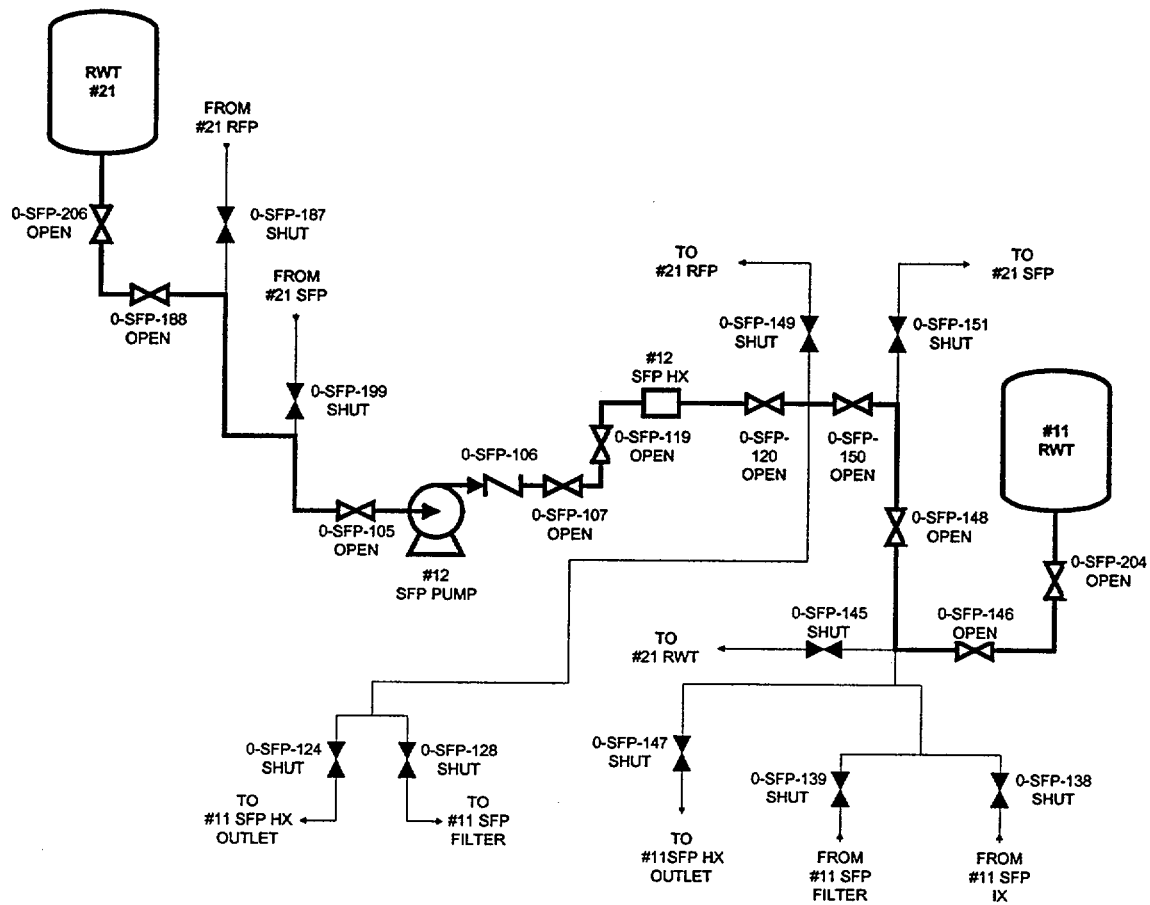 RWT
#21
FROM
#21 RFP
0-SFP-206
OPEN
0-SFP-187
SHUT
0-SFP-188
OPEN
FROM
#21 SFP
0-SFP-199
SHUT
TO
#21 RFP
TO
#21 SFP
0-SFP-149
SHUT
0-SFP-151
SHUT
#12
SFP HX
#11
RWT
0-SFP-106
0-SFP-119
OPEN
0-SFP-
120
OPEN
0-SFP-
150
OPEN
0-SFP-105
OPEN
0-SFP-107
OPEN
0-SFP-148
OPEN
0-SFP-204
OPEN
#12
SFP PUMP
0-SFP-145
SHUT
0-SFP-146
OPEN
TO
#21 RWT
0-SFP-124
SHUT
0-SFP-128
SHUT
0-SFP-147
SHUT
0-SFP-139
SHUT
0-SFP-138
SHUT
TO
#11 SFP HX
OUTLET
TO
#11 SFP
FILTER
TO
#11SFP HX
OUTLET
FROM
#11 SFP
FILTER
FROM
#11 SFP
IX